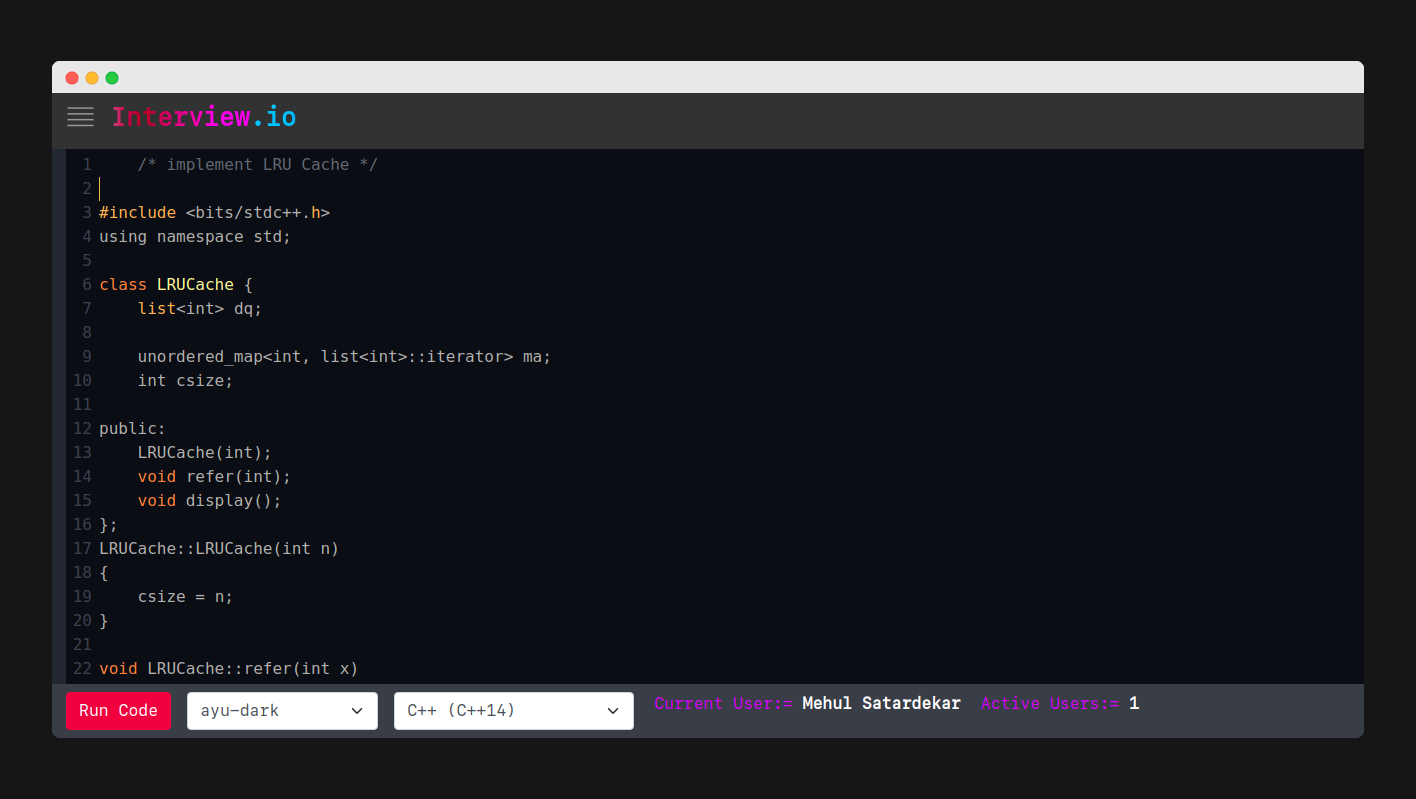 Interview.io
1 /* implement LRU Cache */
2
3 #include <bits/stdc++.h>
4 using namespace std;
5
6 class LRUCache {
7 list<int> dq;
8
9 unordered_map<int, list<int>::iterator> ma;
10 int csize;
11
12 public:
13 LRUCache(int);
14 void refer(int);
15 void display();
16 };
17 LRUCache::LRUCache(int n)
18 {
19 csize = n;
20 }
21
22 void LRUCache::refer(int x)
Run Code ayu-dark C++ (C++14) Current User:= Mehul Satardekar Active Users:= 1